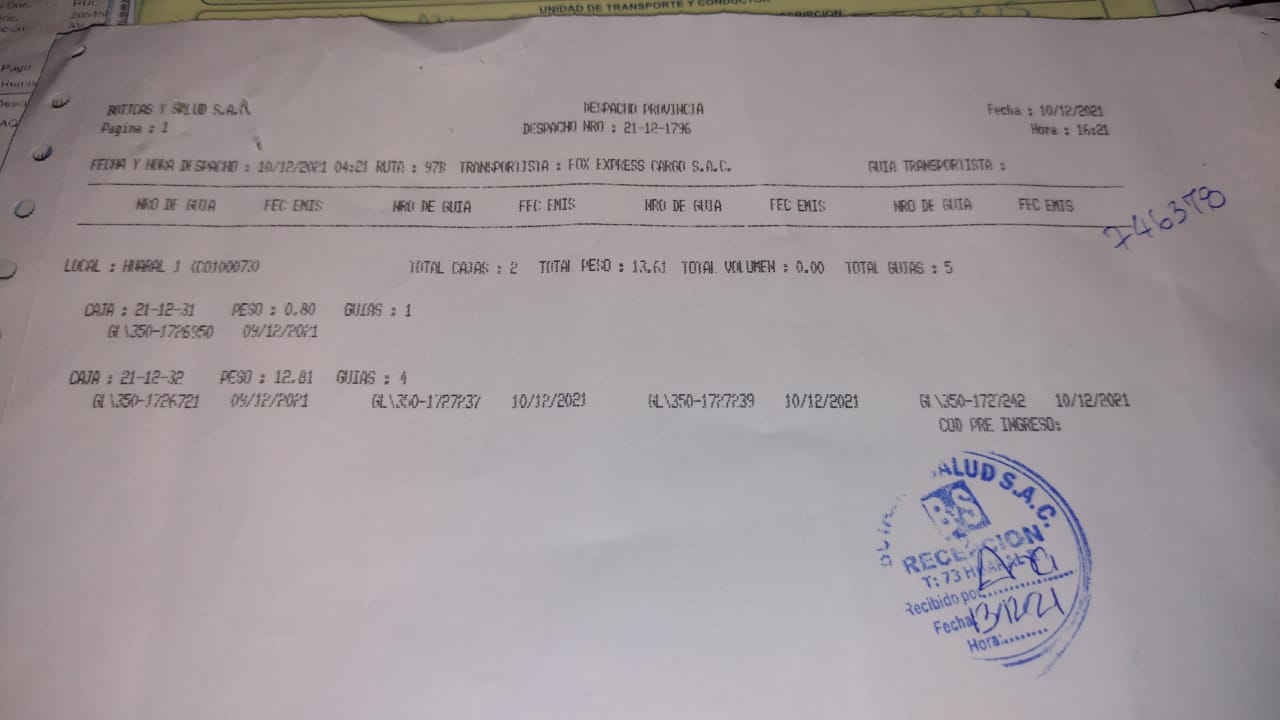 UNIDAD DE TRANSPORTE Y CONDUCTOR
BOTICAS Y SALUD S.A.C.
DESPACHO PROVINCIA
Fecha : 10/12/2021
Pagina : 1
DESPACHO NRO : 21-12-1796
Hora : 16:21
FECHA Y HORA DESPACHO : 10/12/2021 04:21 RUTA : 97B TRANSPORTISTA : FOX EXPRESS CARGO S.A.C. GUIA TRANSPORTISTA :
746370
NRO DE GUIA FEC EMIS NRO DE GUIA FEC EMIS NRO DE GUIA FEC EMIS NRO DE GUIA FEC EMIS
LOCAL : HUARAL 1 (C0100073) TOTAL CAJAS : 2 TOTAL PESO : 13.61 TOTAL VOLUMEN : 0.00 TOTAL GUIAS : 5
CAJA : 21-12-31 PESO : 0.80 GUIAS : 1
GL\350-1726950 09/12/2021
CAJA : 21-12-32 PESO : 12.81 GUIAS : 4
GL\350-1726721 09/12/2021 GL\350-1727237 10/12/2021 GL\350-1727239 10/12/2021 GL\350-1727242 10/12/2021
COD PRE INGRESO:
SALUD S.A.C.
BS
RECEPCION
T: 73 HUARAL
Recibido por
Fecha 13/12/21
Hora: